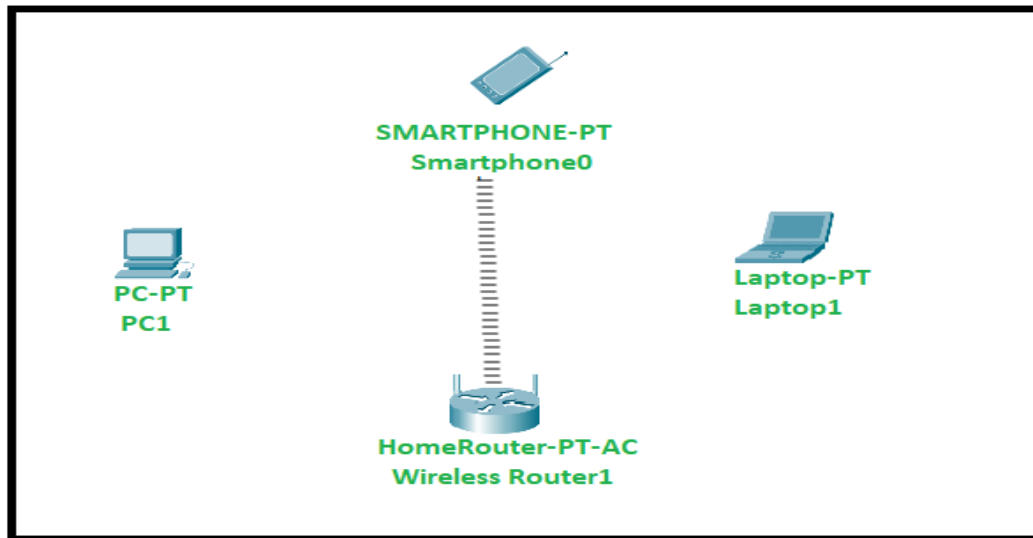 SMARTPHONE-PT
Smartphone0
PC-PT
PC1
Laptop-PT
Laptop1
HomeRouter-PT-AC
Wireless Router1